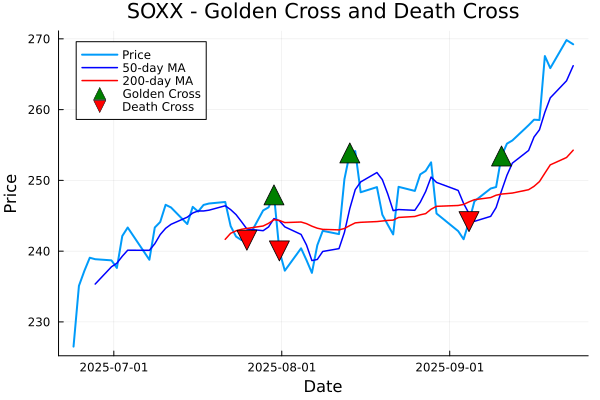 SOXX - Golden Cross and Death Cross
270
260
250
240
230
Price
Price
50-day MA
200-day MA
Golden Cross
Death Cross
2025-07-01
2025-08-01
2025-09-01
Date